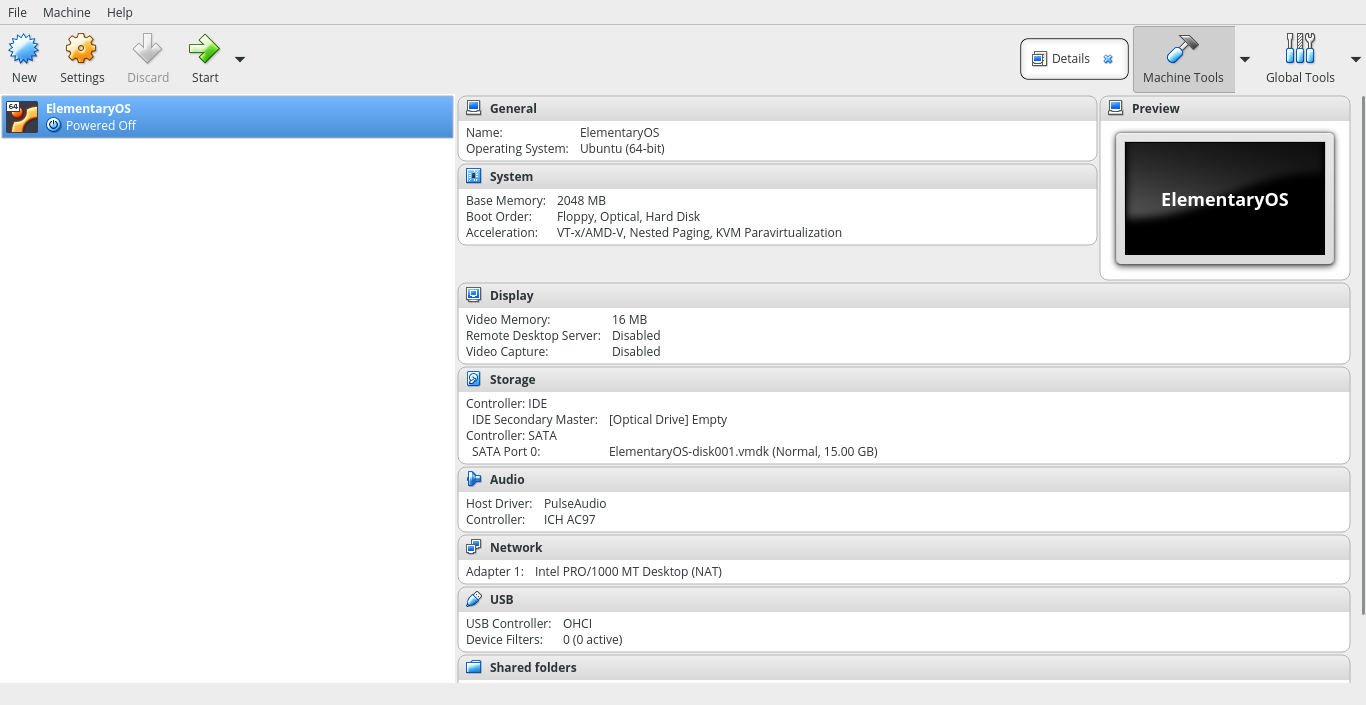 File Machine Help
New Settings Discard Start Details Machine Tools Global Tools
64 ElementaryOS
Powered Off
General
Name: ElementaryOS
Operating System: Ubuntu (64-bit)
System
Base Memory: 2048 MB
Boot Order: Floppy, Optical, Hard Disk
Acceleration: VT-x/AMD-V, Nested Paging, KVM Paravirtualization
Preview
ElementaryOS
Display
Video Memory: 16 MB
Remote Desktop Server: Disabled
Video Capture: Disabled
Storage
Controller: IDE
IDE Secondary Master: [Optical Drive] Empty
Controller: SATA
SATA Port 0: ElementaryOS-disk001.vmdk (Normal, 15.00 GB)
Audio
Host Driver: PulseAudio
Controller: ICH AC97
Network
Adapter 1: Intel PRO/1000 MT Desktop (NAT)
USB
USB Controller: OHCI
Device Filters: 0 (0 active)
Shared folders